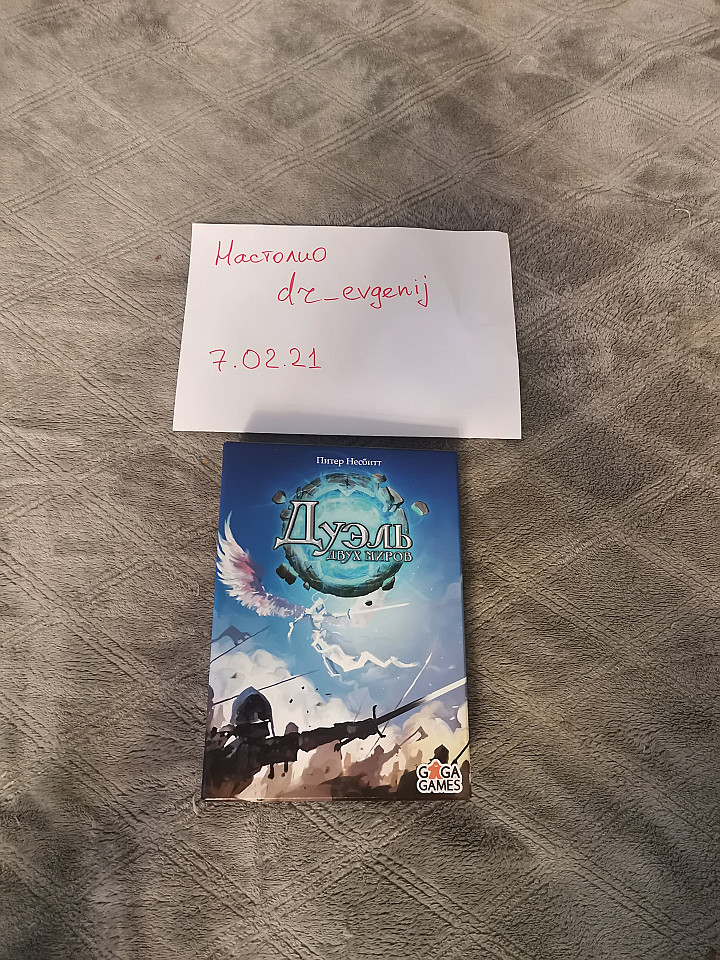 Настолио
dr_evgenij
7.02.21
Питер Несбитт
Дуэль
ДВУХ МИРОВ
GAGA
GAMES